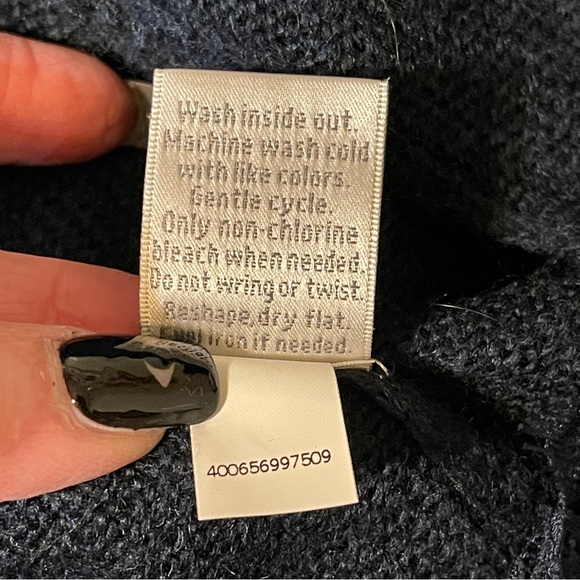 Wash inside out.
Machine wash cold
with like colors.
Gentle cycle.
Only non-chlorine
bleach when needed.
Do not wring or twist.
Reshape, dry flat.
Cool iron if needed.
400656997509